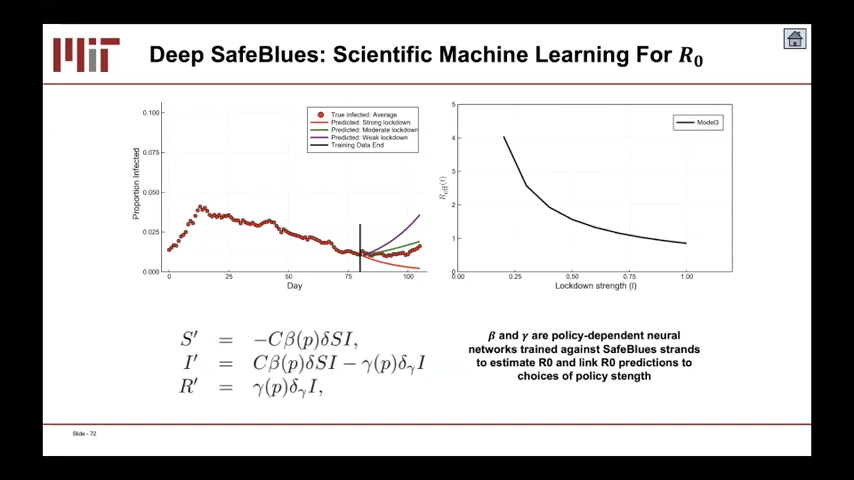 MIT
Deep SafeBlues: Scientific Machine Learning For R₀
0.100
0.075
0.050
0.025
0.000
0
25
50
75
100
Proportion Infected
Day
True infected: Average
Predicted: Strong lockdown
Predicted: Moderate lockdown
Predicted: Weak lockdown
Training Data End
5
4
3
2
1
0
0.00
0.25
0.50
0.75
1.00
R_eff(t)
Lockdown strength (l)
Model3
S′ = −Cβ(p)δSI,
I′ = Cβ(p)δSI − γ(p)δ_γI
R′ = γ(p)δ_γI,
β and γ are policy-dependent neural
networks trained against SafeBlues strands
to estimate R0 and link R0 predictions to
choices of policy stength
Slide - 72